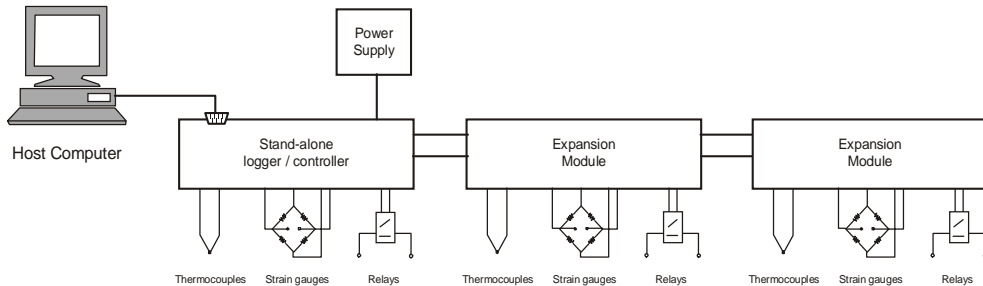 Power
Supply
Host Computer
Stand-alone
logger / controller
Expansion
Module
Expansion
Module
Thermocouples
Strain gauges
Relays
Thermocouples
Strain gauges
Relays
Thermocouples
Strain gauges
Relays